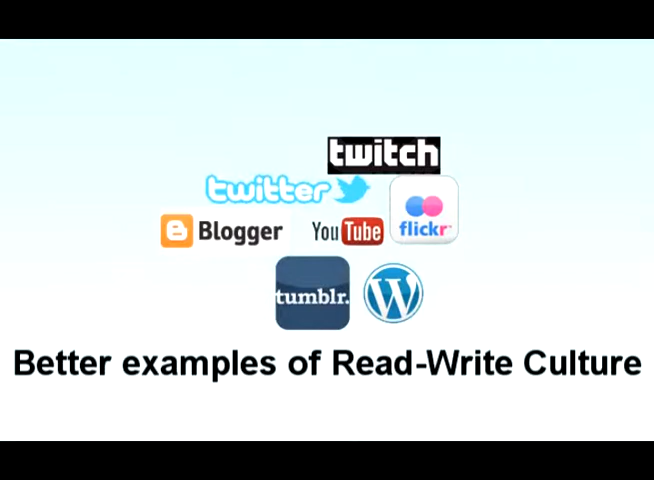 twitch
twitter
flickr
Blogger
YouTube
tumblr.
W
Better examples of Read-Write Culture